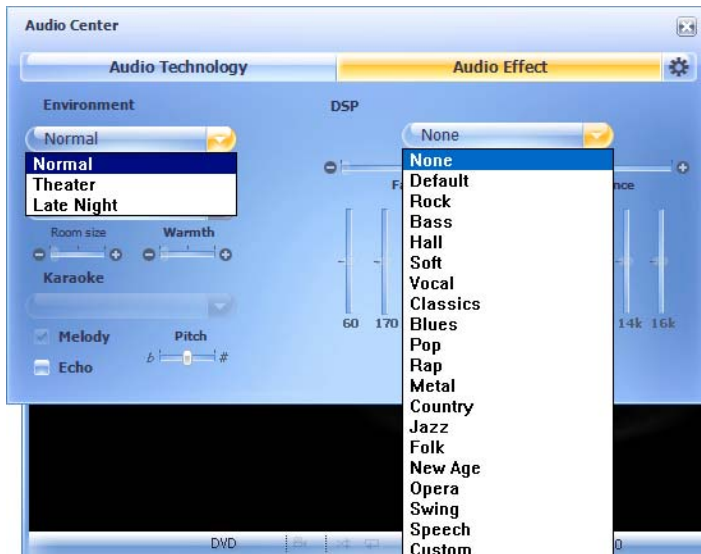 Audio Center
Audio Technology
Audio Effect
Environment
Normal
Normal
Theater
Late Night
Room size
Warmth
Karaoke
Melody
Pitch
b #
Echo
DSP
None
None
Default
Rock
Bass
Hall
Soft
Vocal
Classics
Blues
Pop
Rap
Metal
Country
Jazz
Folk
New Age
Opera
Swing
Speech
Custom
60 170
14k 16k
DVD